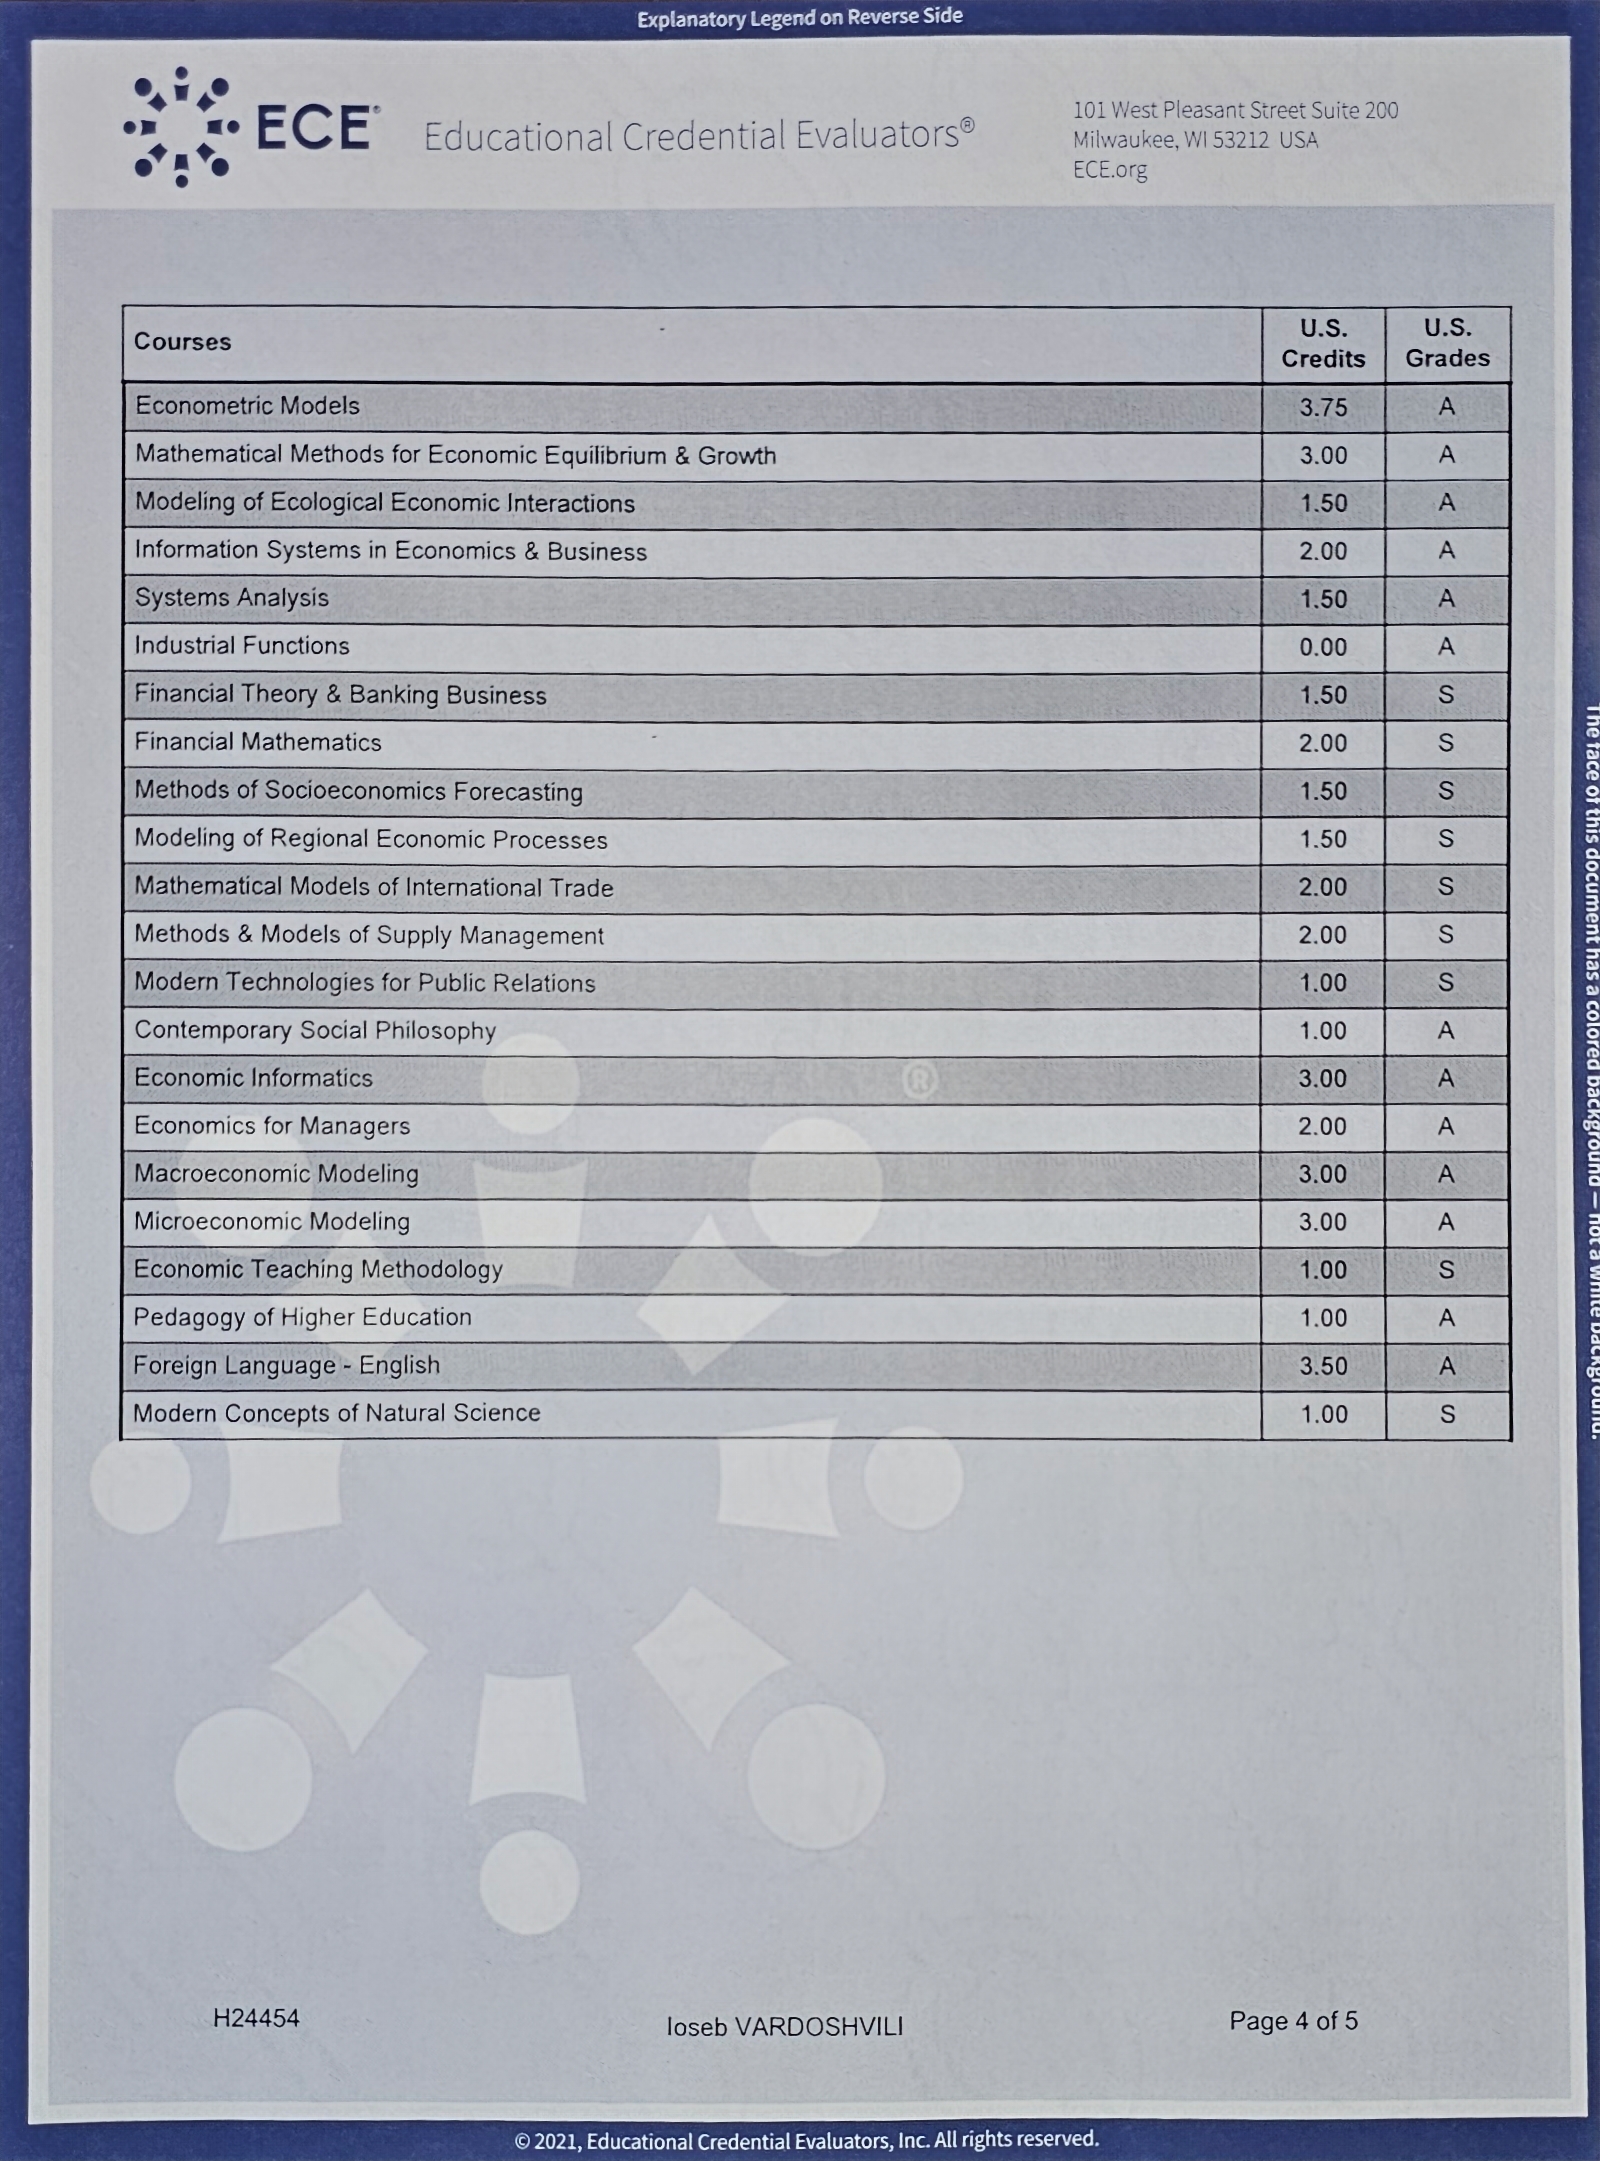 Explanatory Legend on Reverse Side
ECE®
Educational Credential Evaluators®
101 West Pleasant Street Suite 200
Milwaukee, WI 53212 USA
ECE.org
Courses U.S. Credits U.S. Grades
Econometric Models 3.75 A
Mathematical Methods for Economic Equilibrium & Growth 3.00 A
Modeling of Ecological Economic Interactions 1.50 A
Information Systems in Economics & Business 2.00 A
Systems Analysis 1.50 A
Industrial Functions 0.00 A
Financial Theory & Banking Business 1.50 S
Financial Mathematics 2.00 S
Methods of Socioeconomics Forecasting 1.50 S
Modeling of Regional Economic Processes 1.50 S
Mathematical Models of International Trade 2.00 S
Methods & Models of Supply Management 2.00 S
Modern Technologies for Public Relations 1.00 S
Contemporary Social Philosophy 1.00 A
Economic Informatics 3.00 A
Economics for Managers 2.00 A
Macroeconomic Modeling 3.00 A
Microeconomic Modeling 3.00 A
Economic Teaching Methodology 1.00 S
Pedagogy of Higher Education 1.00 A
Foreign Language - English 3.50 A
Modern Concepts of Natural Science 1.00 S
®
The face of this document has a colored background — not a white background.
H24454
Ioseb VARDOSHVILI
Page 4 of 5
© 2021, Educational Credential Evaluators, Inc. All rights reserved.